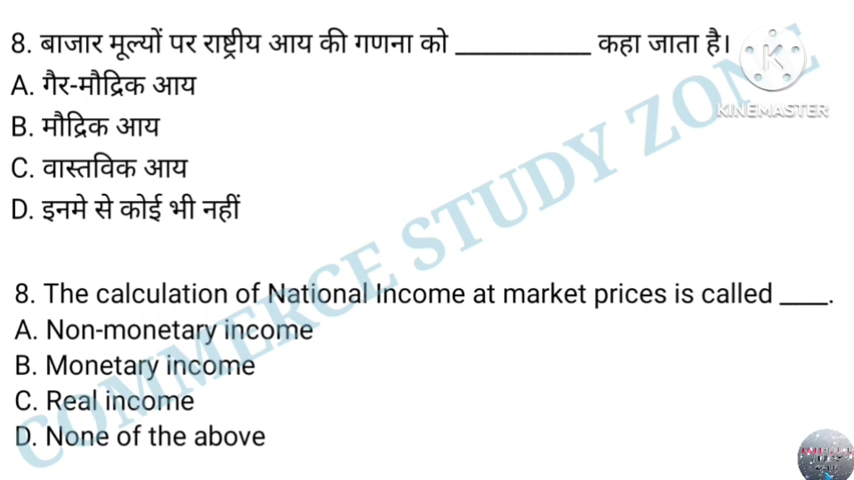 8. बाजार मूल्यों पर राष्ट्रीय आय की गणना को __________ कहा जाता है।
A. गैर-मौद्रिक आय
B. मौद्रिक आय
C. वास्तविक आय
D. इनमे से कोई भी नहीं
8. The calculation of National Income at market prices is called ____.
A. Non-monetary income
B. Monetary income
C. Real income
D. None of the above
COMMERCE STUDY ZONE
K
KINEMASTER